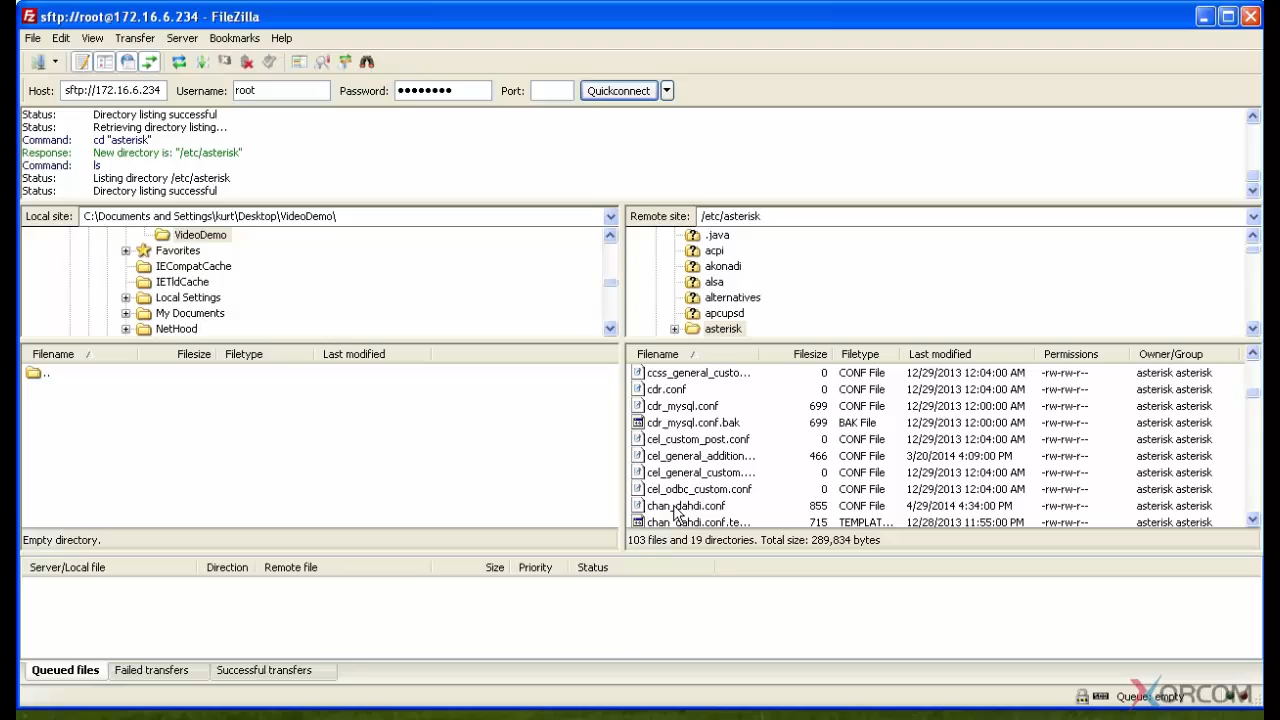 sftp://root@172.16.6.234 - FileZilla
File Edit View Transfer Server Bookmarks Help
Host: sftp://172.16.6.234 Username: root Password: ●●●●●●●● Port: Quickconnect
Status: Directory listing successful
Status: Retrieving directory listing...
Command: cd "asterisk"
Response: New directory is: "/etc/asterisk"
Command: ls
Status: Listing directory /etc/asterisk
Status: Directory listing successful
Local site: C:\Documents and Settings\kurt\Desktop\VideoDemo\
VideoDemo
Favorites
IECompatCache
IETldCache
Local Settings
My Documents
NetHood
Remote site: /etc/asterisk
.java
acpi
akonadi
alsa
alternatives
apcupsd
asterisk
Filename Filesize Filetype Last modified
..
Empty directory.
Filename Filesize Filetype Last modified Permissions Owner/Group
ccss_general_custo... 0 CONF File 12/29/2013 12:04:00 AM -rw-rw-r-- asterisk asterisk
cdr.conf 0 CONF File 12/29/2013 12:04:00 AM -rw-rw-r-- asterisk asterisk
cdr_mysql.conf 699 CONF File 12/29/2013 12:00:00 AM -rw-rw-r-- asterisk asterisk
cdr_mysql.conf.bak 699 BAK File 12/29/2013 12:00:00 AM -rw-rw-r-- asterisk asterisk
cel_custom_post.conf 0 CONF File 12/29/2013 12:04:00 AM -rw-rw-r-- asterisk asterisk
cel_general_addition... 466 CONF File 3/20/2014 4:09:00 PM -rw-rw-r-- asterisk asterisk
cel_general_custom.... 0 CONF File 12/29/2013 12:04:00 AM -rw-rw-r-- asterisk asterisk
cel_odbc_custom.conf 0 CONF File 12/29/2013 12:04:00 AM -rw-rw-r-- asterisk asterisk
chan_dahdi.conf 855 CONF File 4/29/2014 4:34:00 PM -rw-rw-r-- asterisk asterisk
chan_dahdi.conf.te... 715 TEMPLAT... 12/28/2013 11:55:00 PM -rw-rw-r-- asterisk asterisk
103 files and 19 directories. Total size: 289,834 bytes
Server/Local file Direction Remote file Size Priority Status
Queued files Failed transfers Successful transfers
Queue: empty
XORCOM